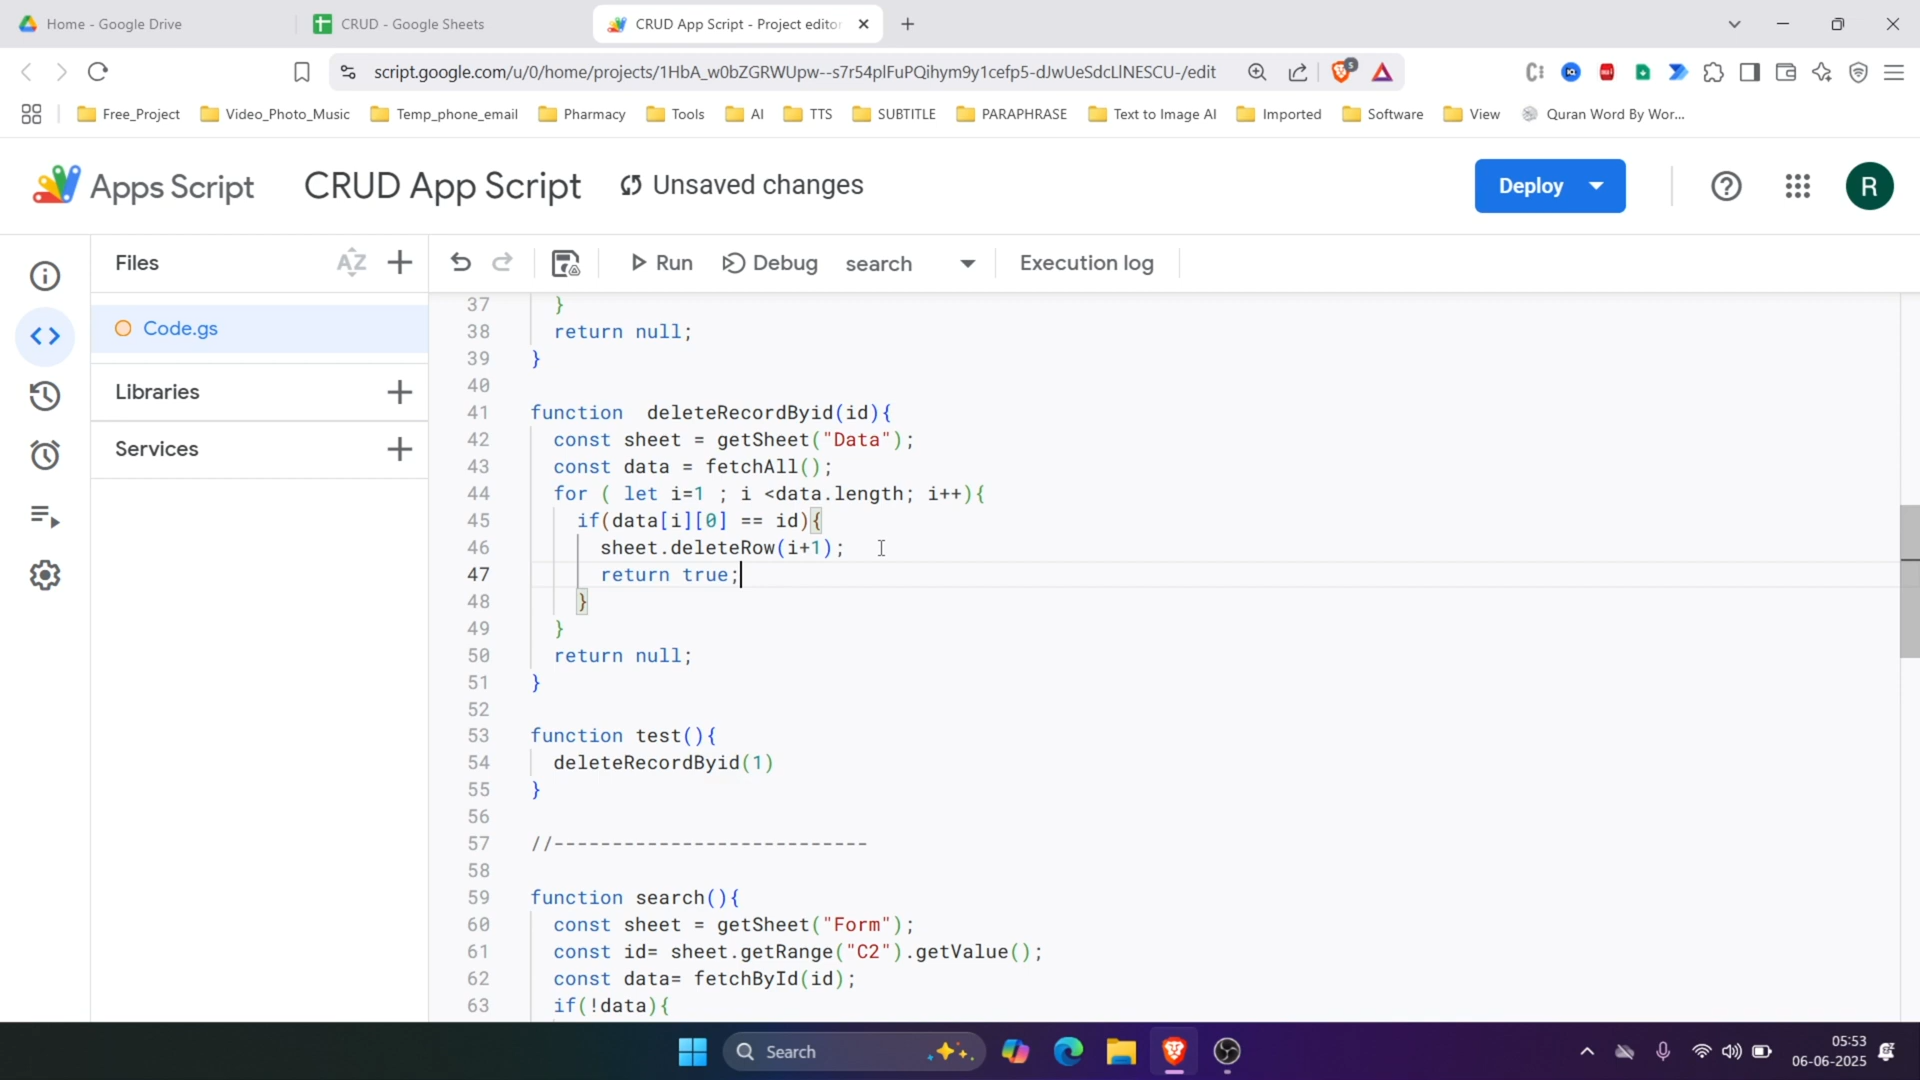 Home - Google Drive
CRUD - Google Sheets
CRUD App Script - Project editor
script.google.com/u/0/home/projects/1HbA_w0bZGRWUpw--s7r54plFuPQihym9y1cefp5-dJwUeSdcLlNESCU-/edit
Free_Project
Video_Photo_Music
Temp_phone_email
Pharmacy
Tools
AI
TTS
SUBTITLE
PARAPHRASE
Text to Image AI
Imported
Software
View
Quran Word By Wor...
Apps Script
CRUD App Script
Unsaved changes
Deploy
R
Files
AZ
Run
Debug
search
Execution log
Code.gs
Libraries
Services
37 }
38 return null;
39 }
40
41 function  deleteRecordByid(id){
42 const sheet = getSheet("Data");
43 const data = fetchAll();
44 for ( let i=1 ; i <data.length; i++){
45 if(data[i][0] == id){
46 sheet.deleteRow(i+1);
47 return true;
48 }
49 }
50 return null;
51 }
52
53 function test(){
54 deleteRecordByid(1)
55 }
56
57 //---------------------------
58
59 function search(){
60 const sheet = getSheet("Form");
61 const id= sheet.getRange("C2").getValue();
62 const data= fetchById(id);
63 if(!data){
Search
05:53
06-06-2025